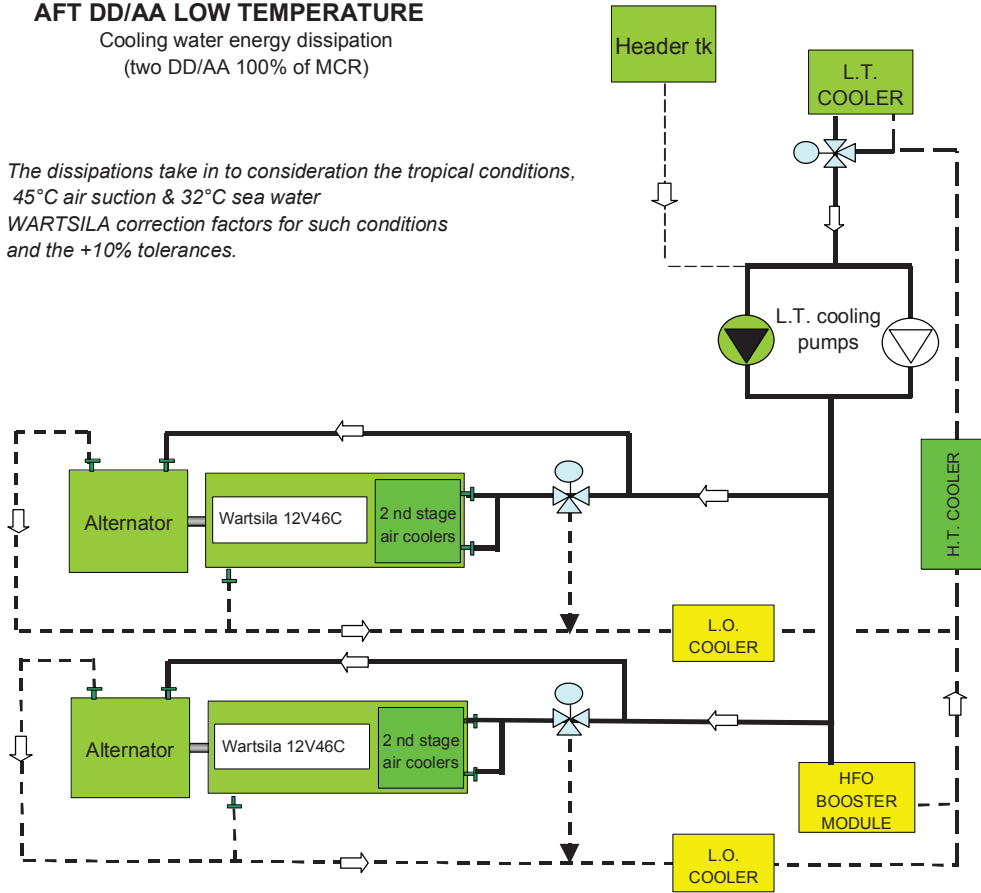 AFT DD/AA LOW TEMPERATURE
Cooling water energy dissipation
(two DD/AA 100% of MCR)
The dissipations take in to consideration the tropical conditions,
45°C air suction & 32°C sea water
WARTSILA correction factors for such conditions
and the +10% tolerances.
Header tk
L.T.
COOLER
L.T. cooling
pumps
H.T. COOLER
Alternator
Wartsila 12V46C
2 nd stage
air coolers
L.O.
COOLER
Alternator
Wartsila 12V46C
2 nd stage
air coolers
HFO
BOOSTER
MODULE
L.O.
COOLER